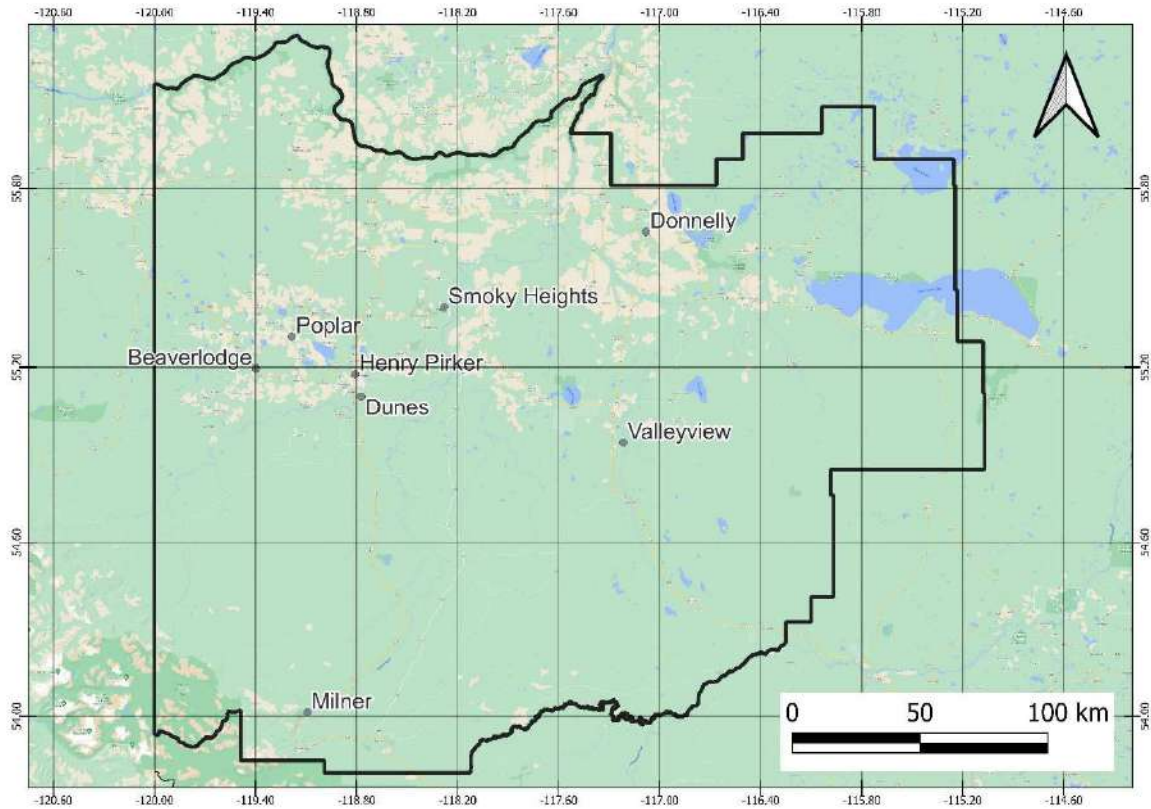 -120.60 -120.00 -119.40 -118.80 -118.20 -117.60 -117.00 -116.40 -115.80 -115.20 -114.60
55.80 55.80
Donnelly
Smoky Heights
Poplar
Beaverlodge
Henry Pirker
55.20 55.20
Dunes
Valleyview
54.60 54.60
Milner
54.00 54.00
0 50 100 km
-120.60 -120.00 -119.40 -118.80 -118.20 -117.60 -117.00 -116.40 -115.80 -115.20 -114.60